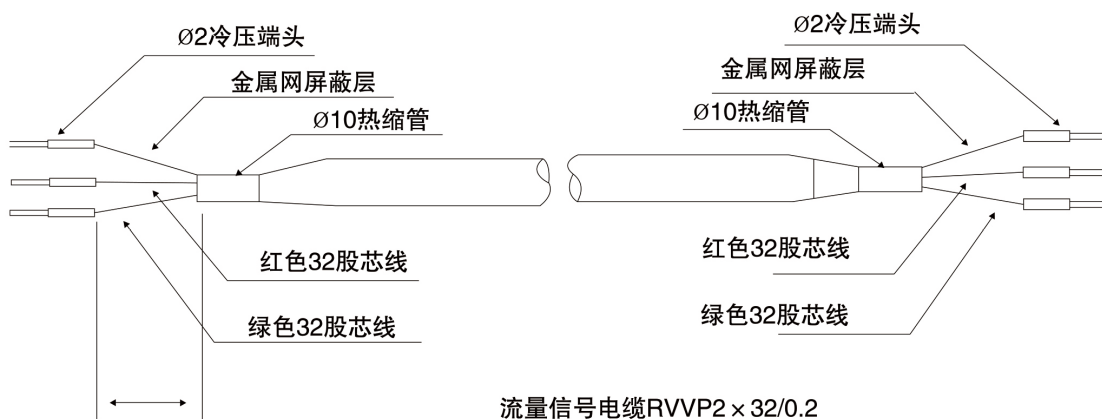 Ø2冷压端头
金属网屏蔽层
Ø10热缩管
红色32股芯线
绿色32股芯线
Ø2冷压端头
金属网屏蔽层
Ø10热缩管
红色32股芯线
绿色32股芯线
流量信号电缆RVVP2×32/0.2